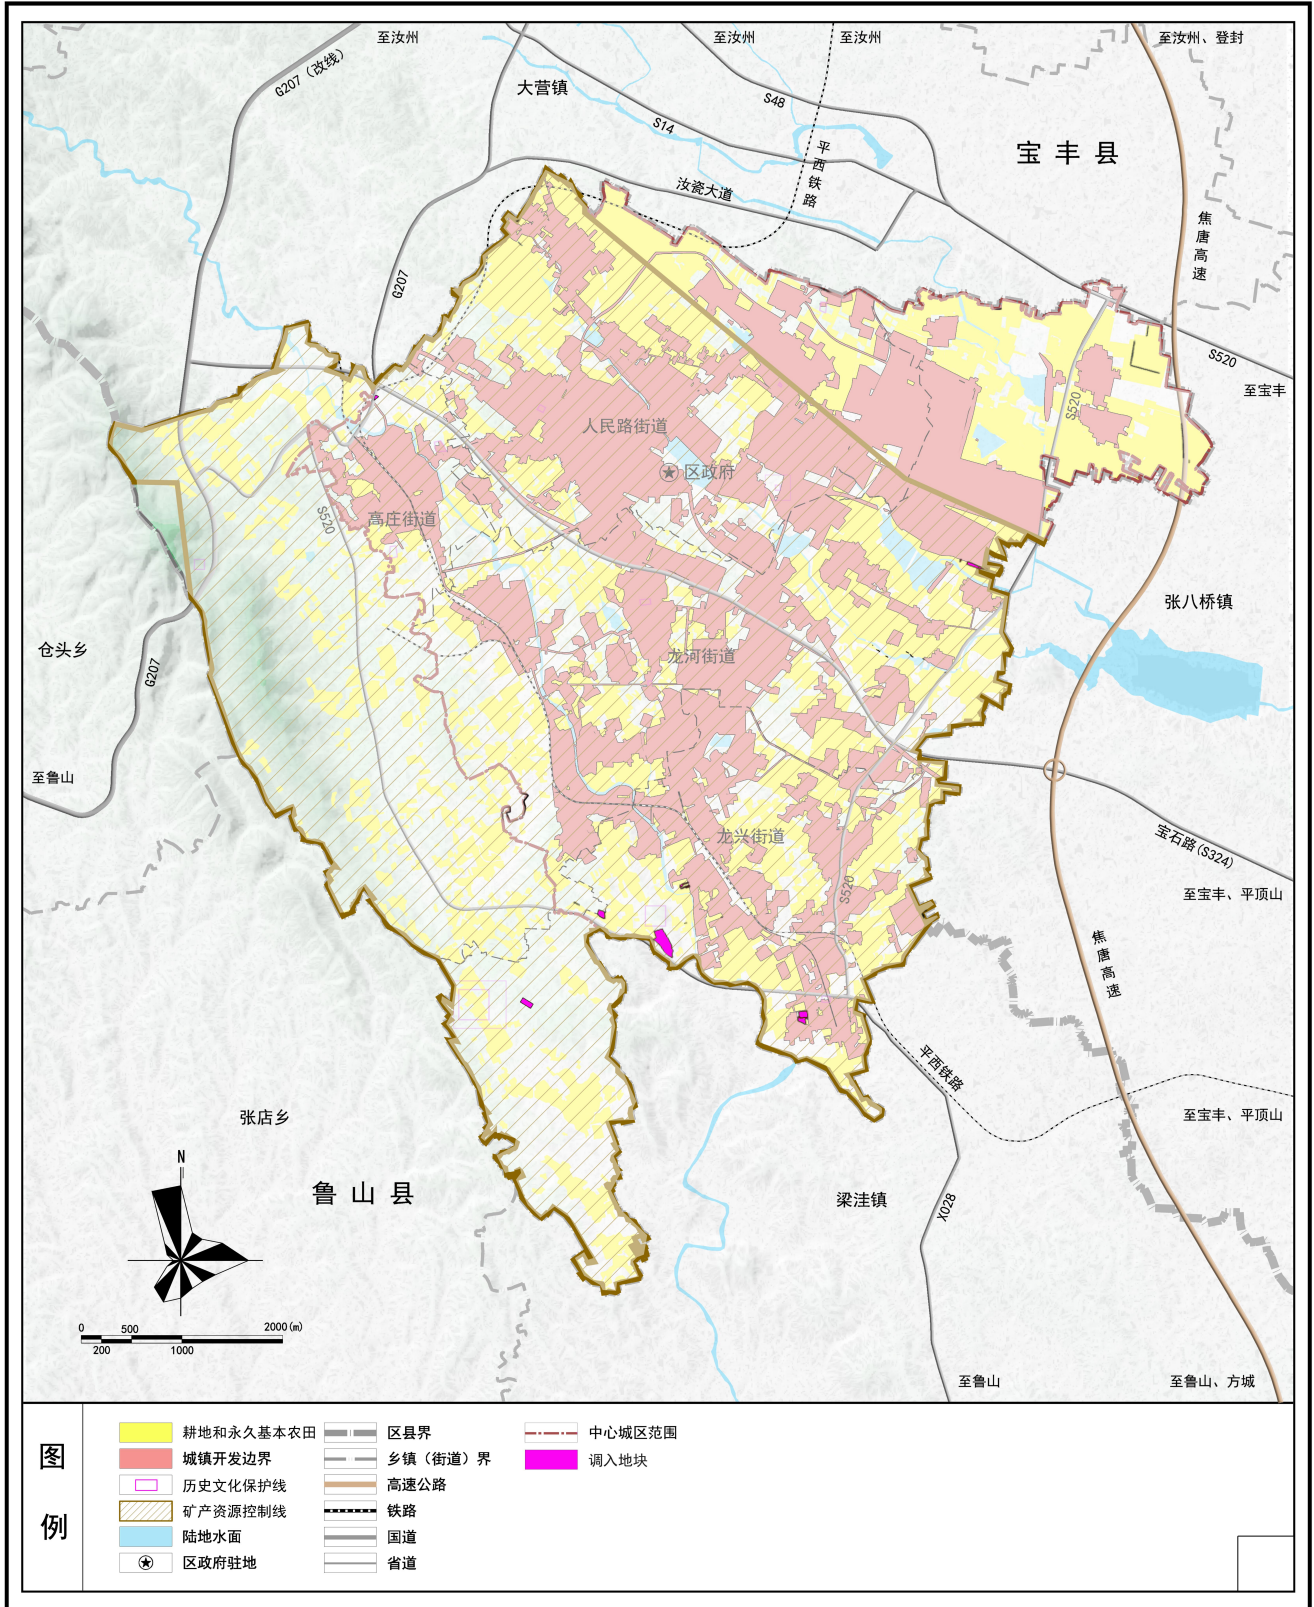 至汝州
至汝州
至汝州
至汝州、登封
G207（改线）
大营镇
S48
S14
平西铁路
宝丰县
汝瓷大道
焦唐高速
G207
S520
至宝丰
S520
人民路街道
区政府
高庄街道
S520
张八桥镇
仓头乡
龙河街道
G207
至鲁山
龙兴街道
宝石路(S324)
S520
至宝丰、平顶山
焦唐高速
平西铁路
张店乡
至宝丰、平顶山
N
鲁山县
梁洼镇
X028
0 500 2000(m)
200 1000
至鲁山
至鲁山、方城
图例
耕地和永久基本农田
城镇开发边界
历史文化保护线
矿产资源控制线
陆地水面
区政府驻地
区县界
乡镇（街道）界
高速公路
铁路
国道
省道
中心城区范围
调入地块